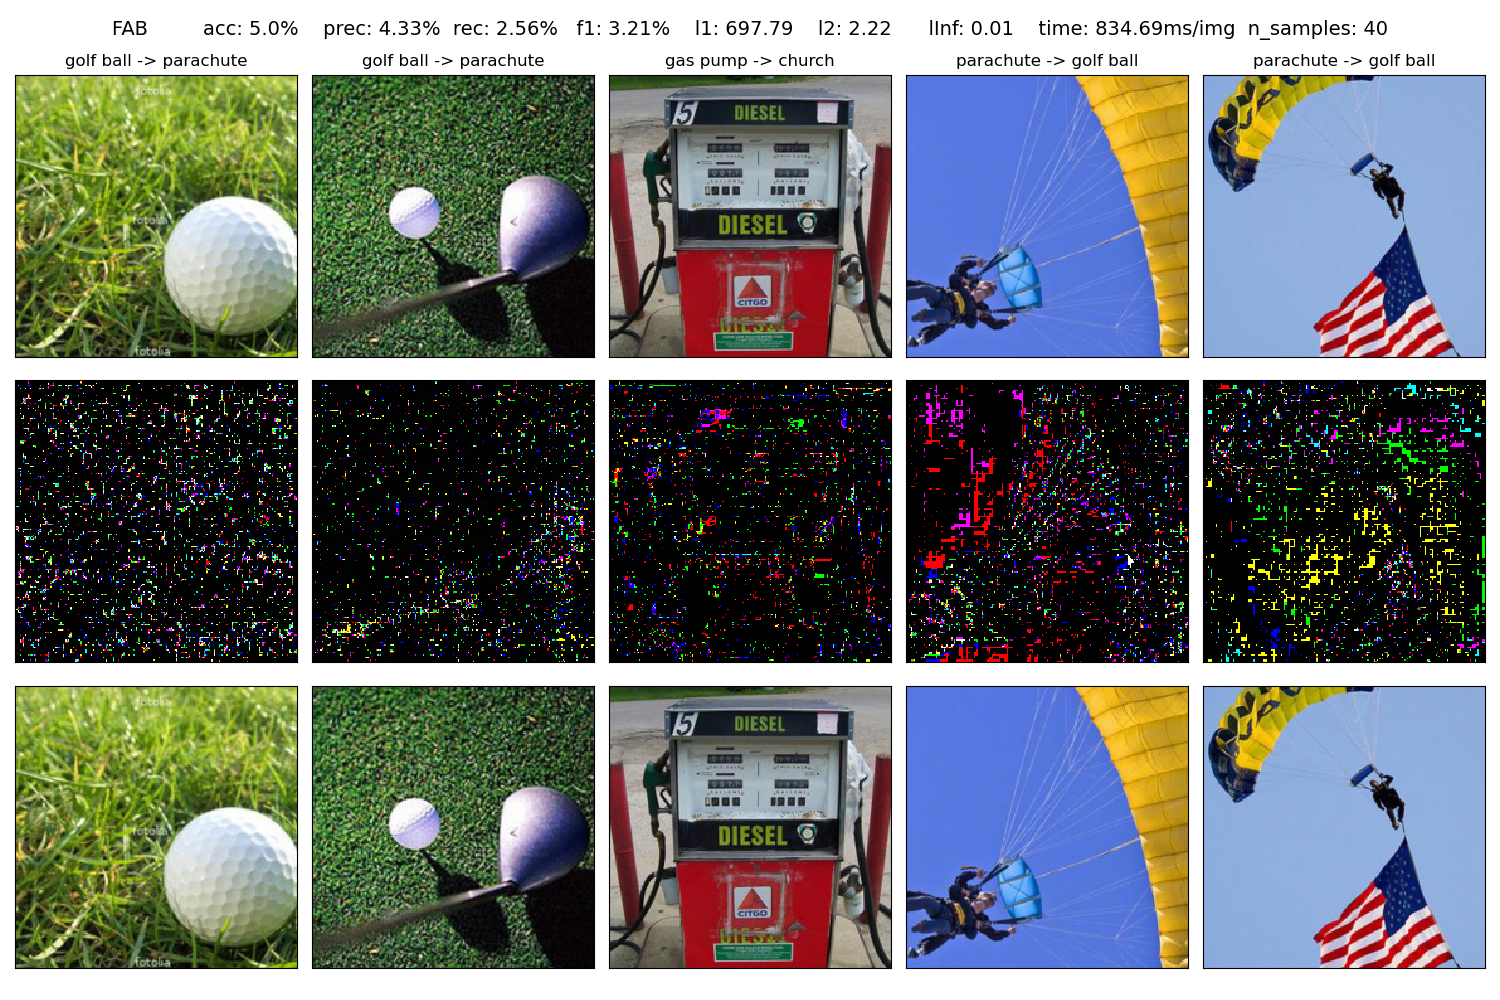 FAB acc: 5.0% prec: 4.33% rec: 2.56% f1: 3.21% l1: 697.79 l2: 2.22 lInf: 0.01 time: 834.69ms/img n_samples: 40
golf ball -> parachute
golf ball -> parachute
gas pump -> church
parachute -> golf ball
parachute -> golf ball
fotolia
fotolia
fotolia
5 DIESEL
DIESEL
CITGO
DIESEL
fotolia
fotolia
fotolia
5 DIESEL
DIESEL
CITGO
DIESEL